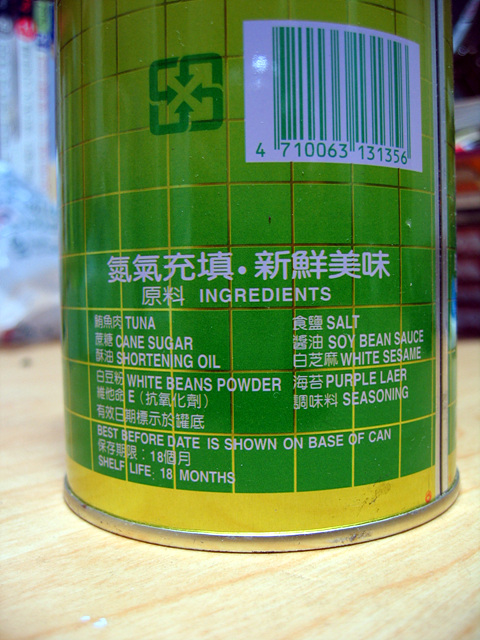 4 710063 131356
氮氣充填・新鮮美味
原料 INGREDIENTS
鮪魚肉 TUNA
蔗糖 CANE SUGAR
酥油 SHORTENING OIL
白豆粉 WHITE BEANS POWDER
維他命 E（抗氧化劑）
食鹽 SALT
醬油 SOY BEAN SAUCE
白芝麻 WHITE SESAME
海苔 PURPLE LAER
調味料 SEASONING
有效日期標示於罐底
BEST BEFORE DATE IS SHOWN ON BASE OF CAN
保存期限：18個月
SHELF LIFE: 18 MONTHS